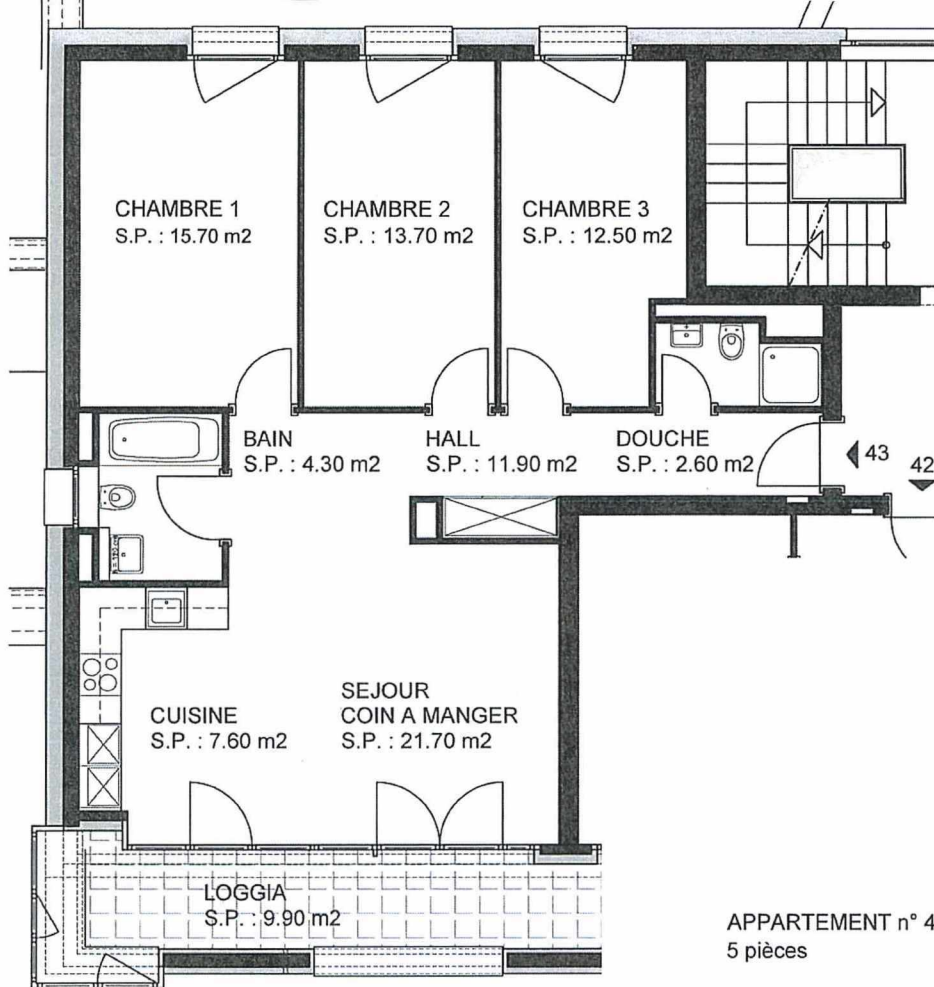 CHAMBRE 1
S.P. : 15.70 m2
CHAMBRE 2
S.P. : 13.70 m2
CHAMBRE 3
S.P. : 12.50 m2
BAIN
S.P. : 4.30 m2
HALL
S.P. : 11.90 m2
DOUCHE
S.P. : 2.60 m2
43
42
CUISINE
S.P. : 7.60 m2
SEJOUR
COIN A MANGER
S.P. : 21.70 m2
LOGGIA
S.P. : 9.90 m2
APPARTEMENT n° 4
5 pièces